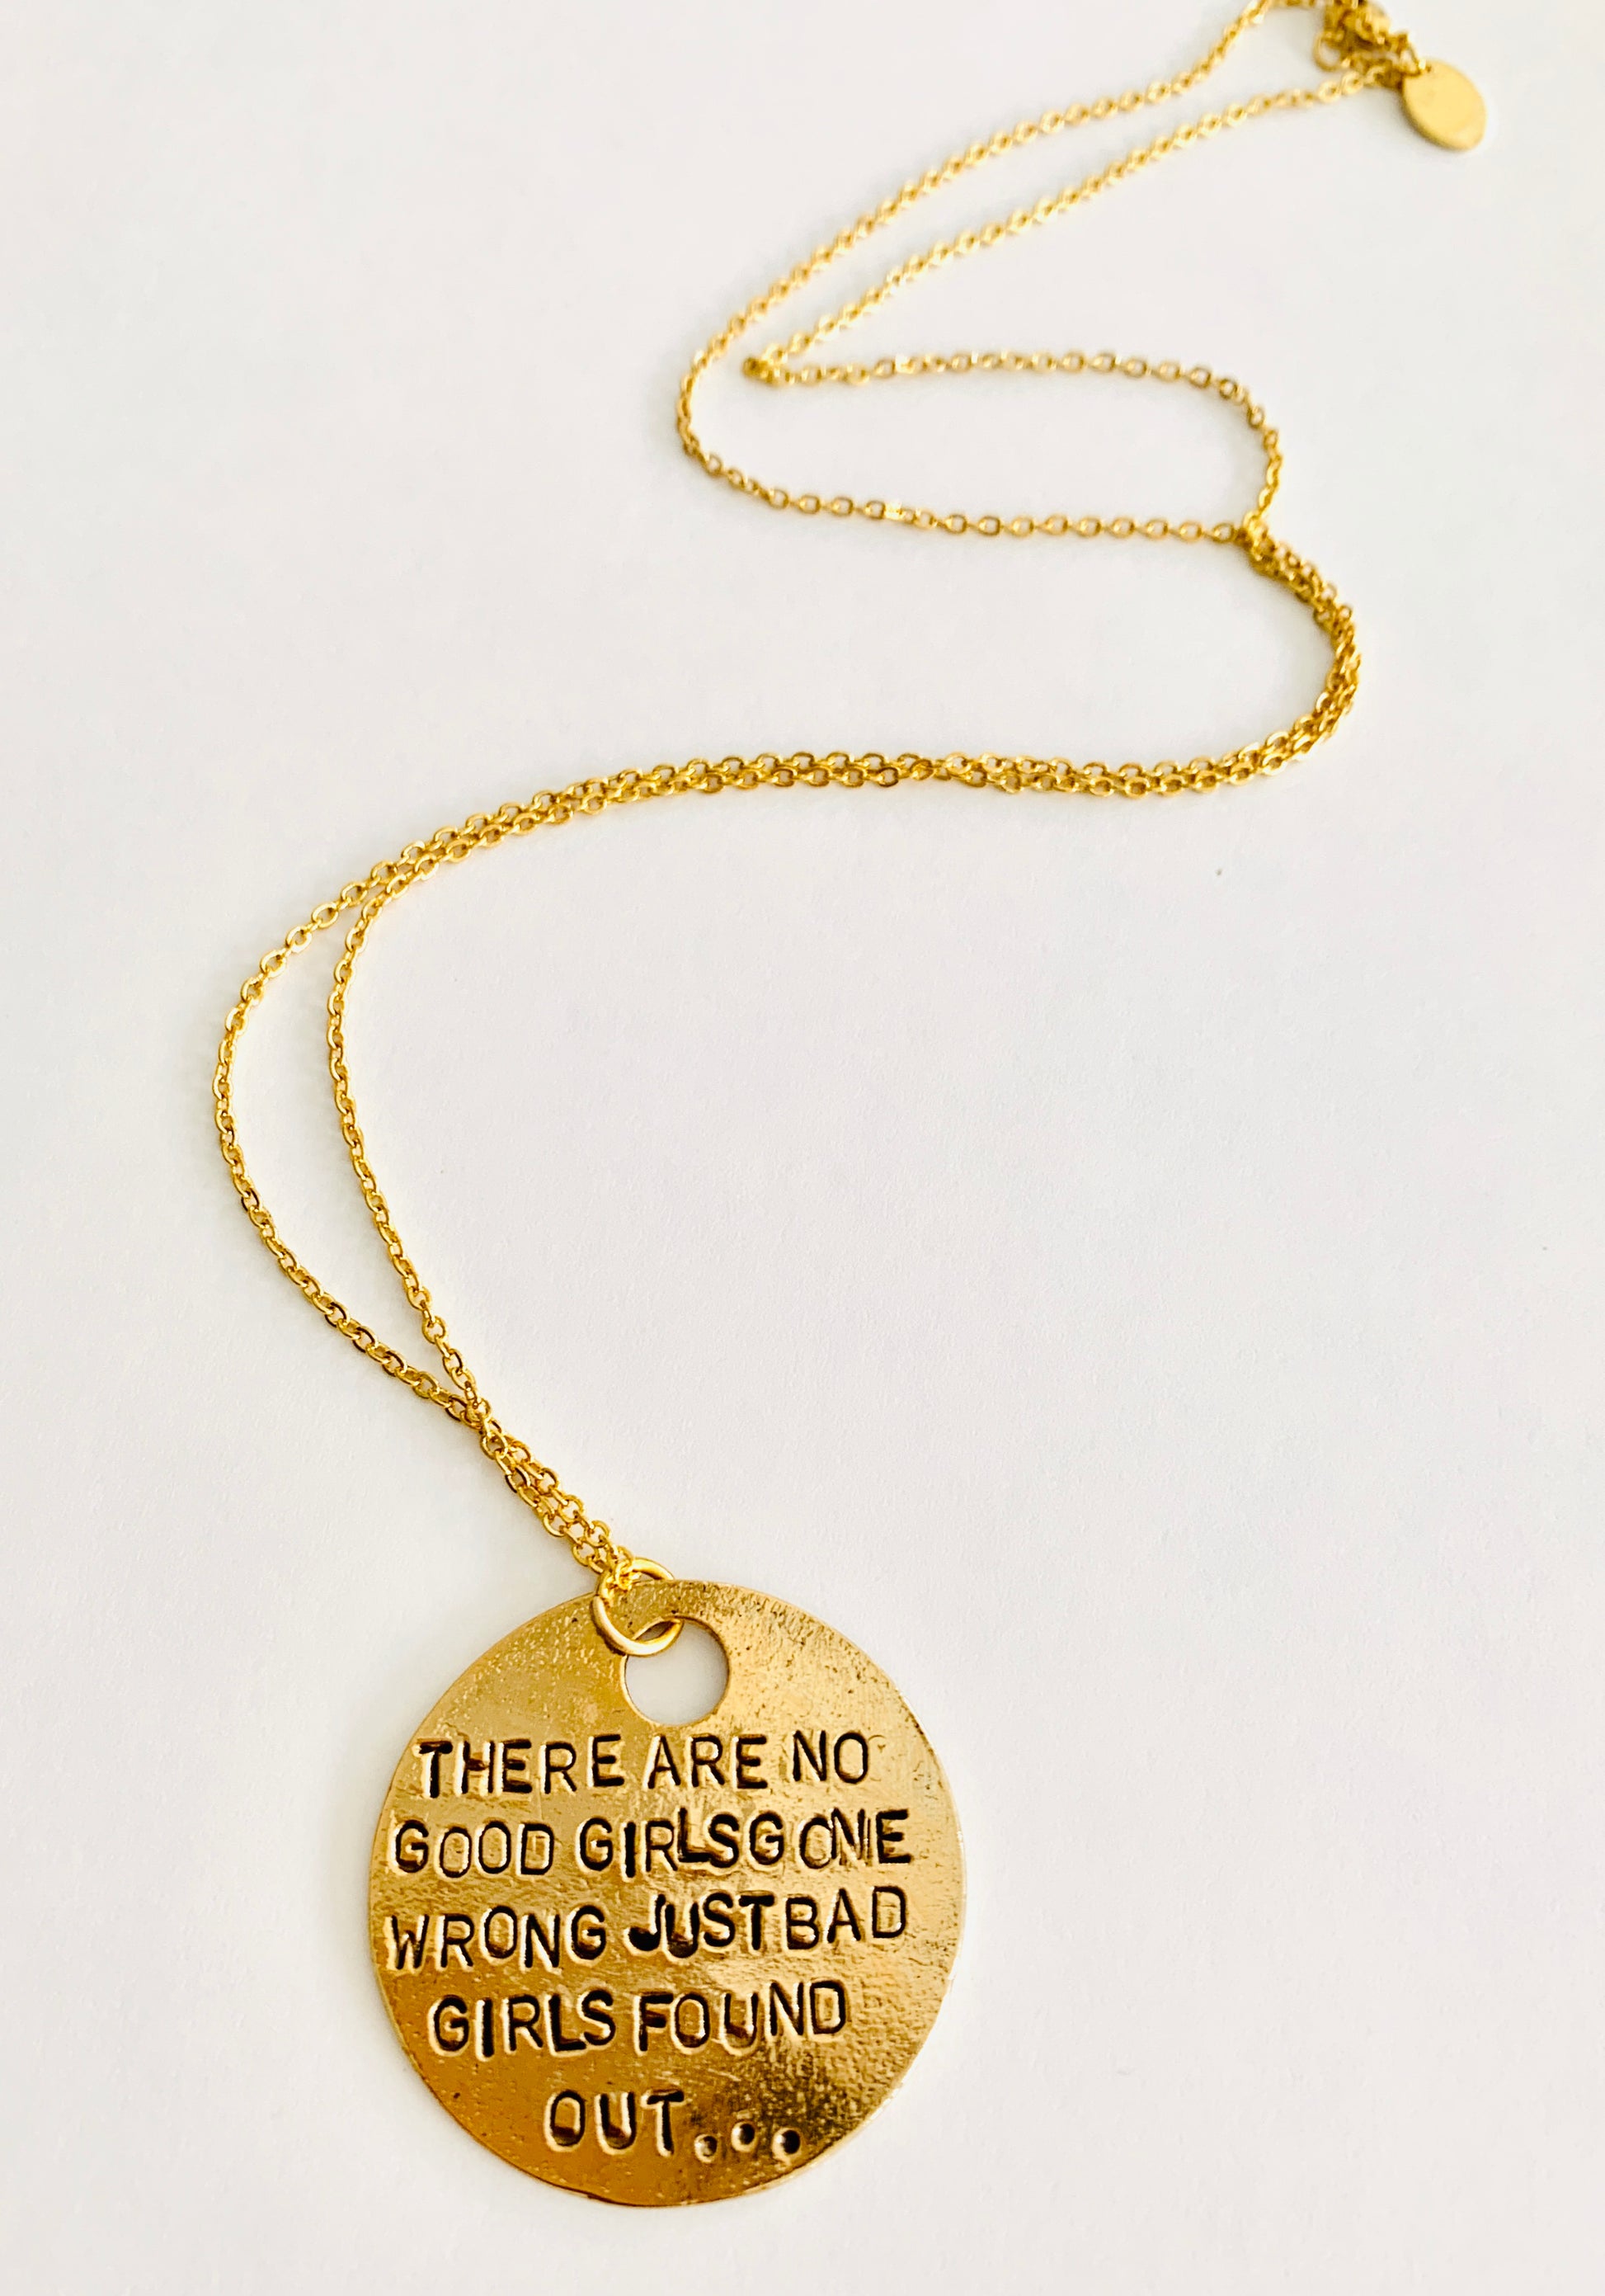 THERE ARE NO
GOOD GIRLS GONE
WRONG JUST BAD
GIRLS FOUND
OUT...